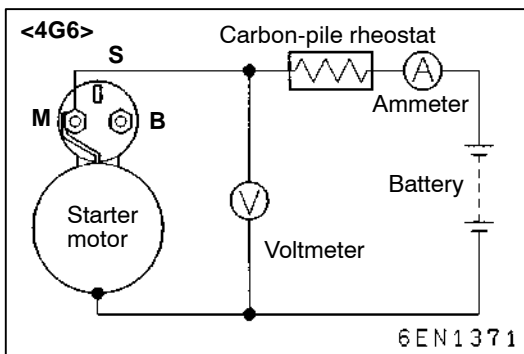 <4G6>
Carbon-pile rheostat
S
A
Ammeter
M
B
Battery
Starter
motor
V
Voltmeter
6EN1371